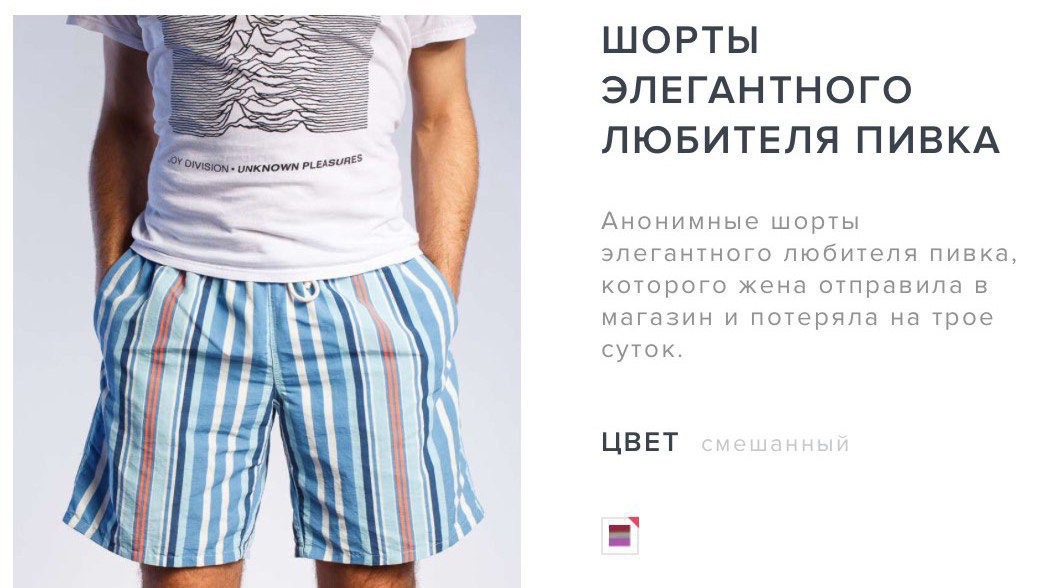 JOY DIVISION • UNKNOWN PLEASURES
ШОРТЫ
ЭЛЕГАНТНОГО
ЛЮБИТЕЛЯ ПИВКА
Анонимные шорты
элегантного любителя пивка,
которого жена отправила в
магазин и потеряла на трое
суток.
ЦВЕТ смешанный